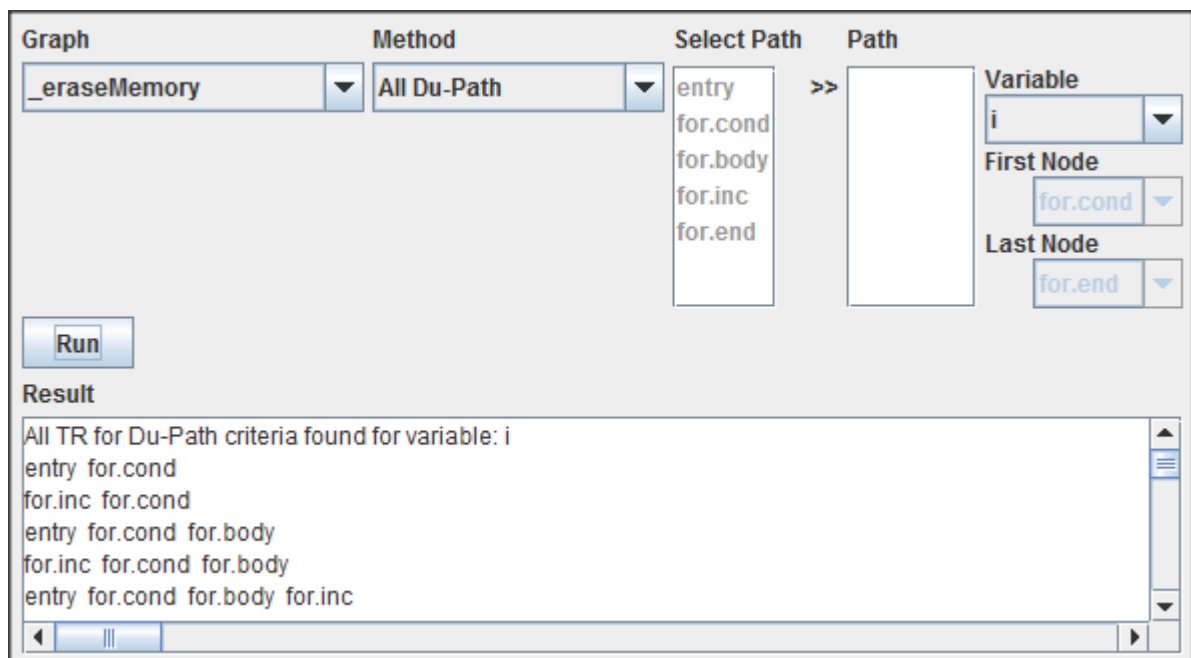 Graph
Method
Select Path
Path
_eraseMemory
All Du-Path
entry
for.cond
for.body
for.inc
for.end
>>
Variable
i
First Node
for.cond
Last Node
for.end
Run
Result
All TR for Du-Path criteria found for variable: i
entry for.cond
for.inc for.cond
entry for.cond for.body
for.inc for.cond for.body
entry for.cond for.body for.inc